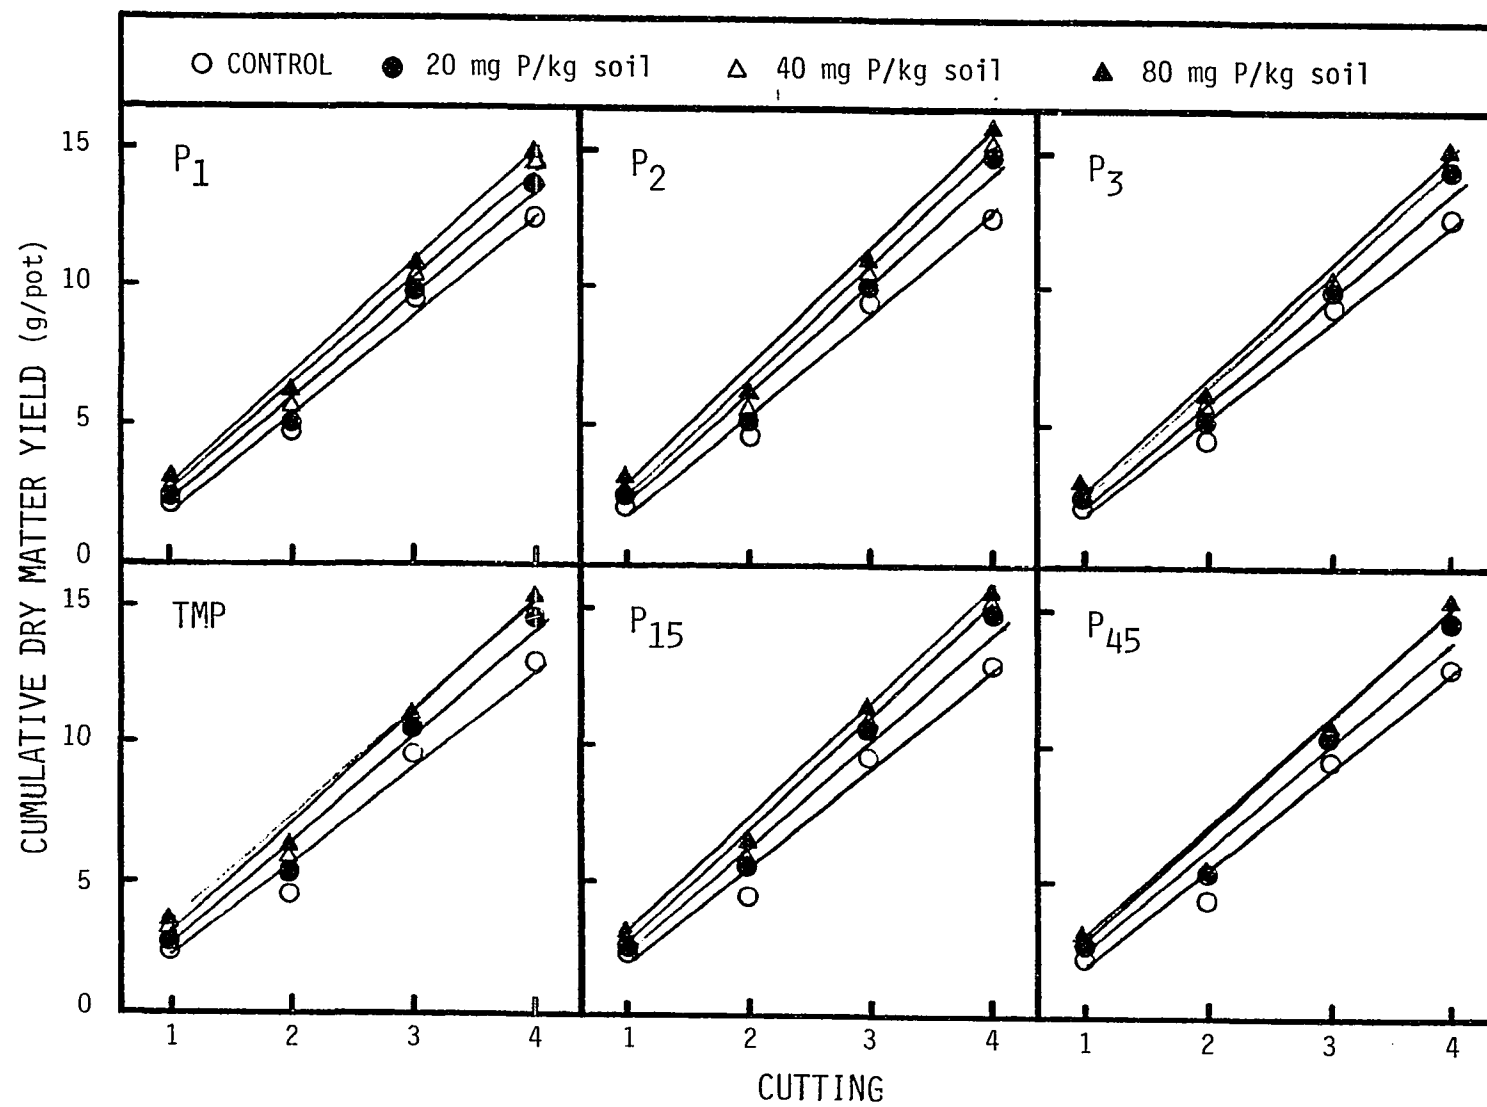 CONTROL 20 mg P/kg soil 40 mg P/kg soil 80 mg P/kg soil
15 P1 P2 P3
10
5
0
15 TMP P15 P45
10
5
0
1 2 3 4 1 2 3 4 1 2 3 4
CUTTING
CUMULATIVE DRY MATTER YIELD (g/pot)